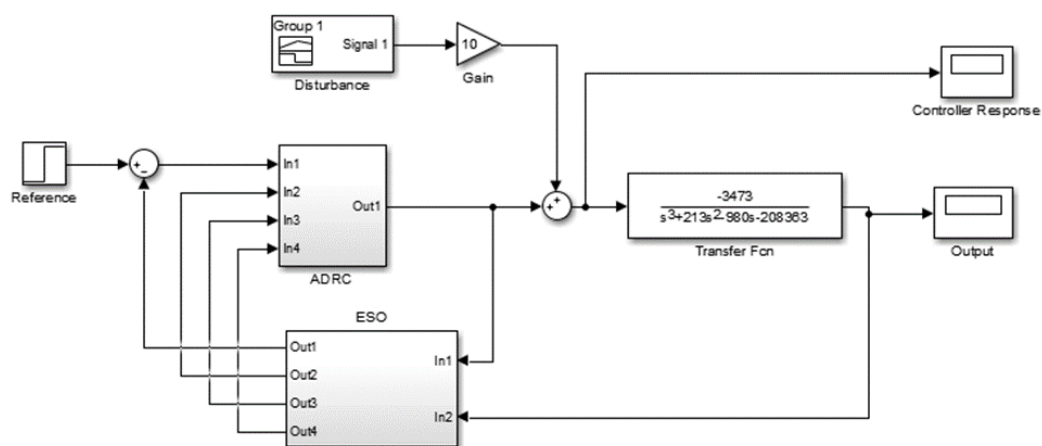 Group 1
Signal 1
Disturbance
10
Gain
Controller Response
Reference
+
−
In1
In2
In3
In4
Out1
ADRC
+
+
-3473
s3+213s2-980s-208363
Transfer Fcn
Output
ESO
Out1
Out2
Out3
Out4
In1
In2